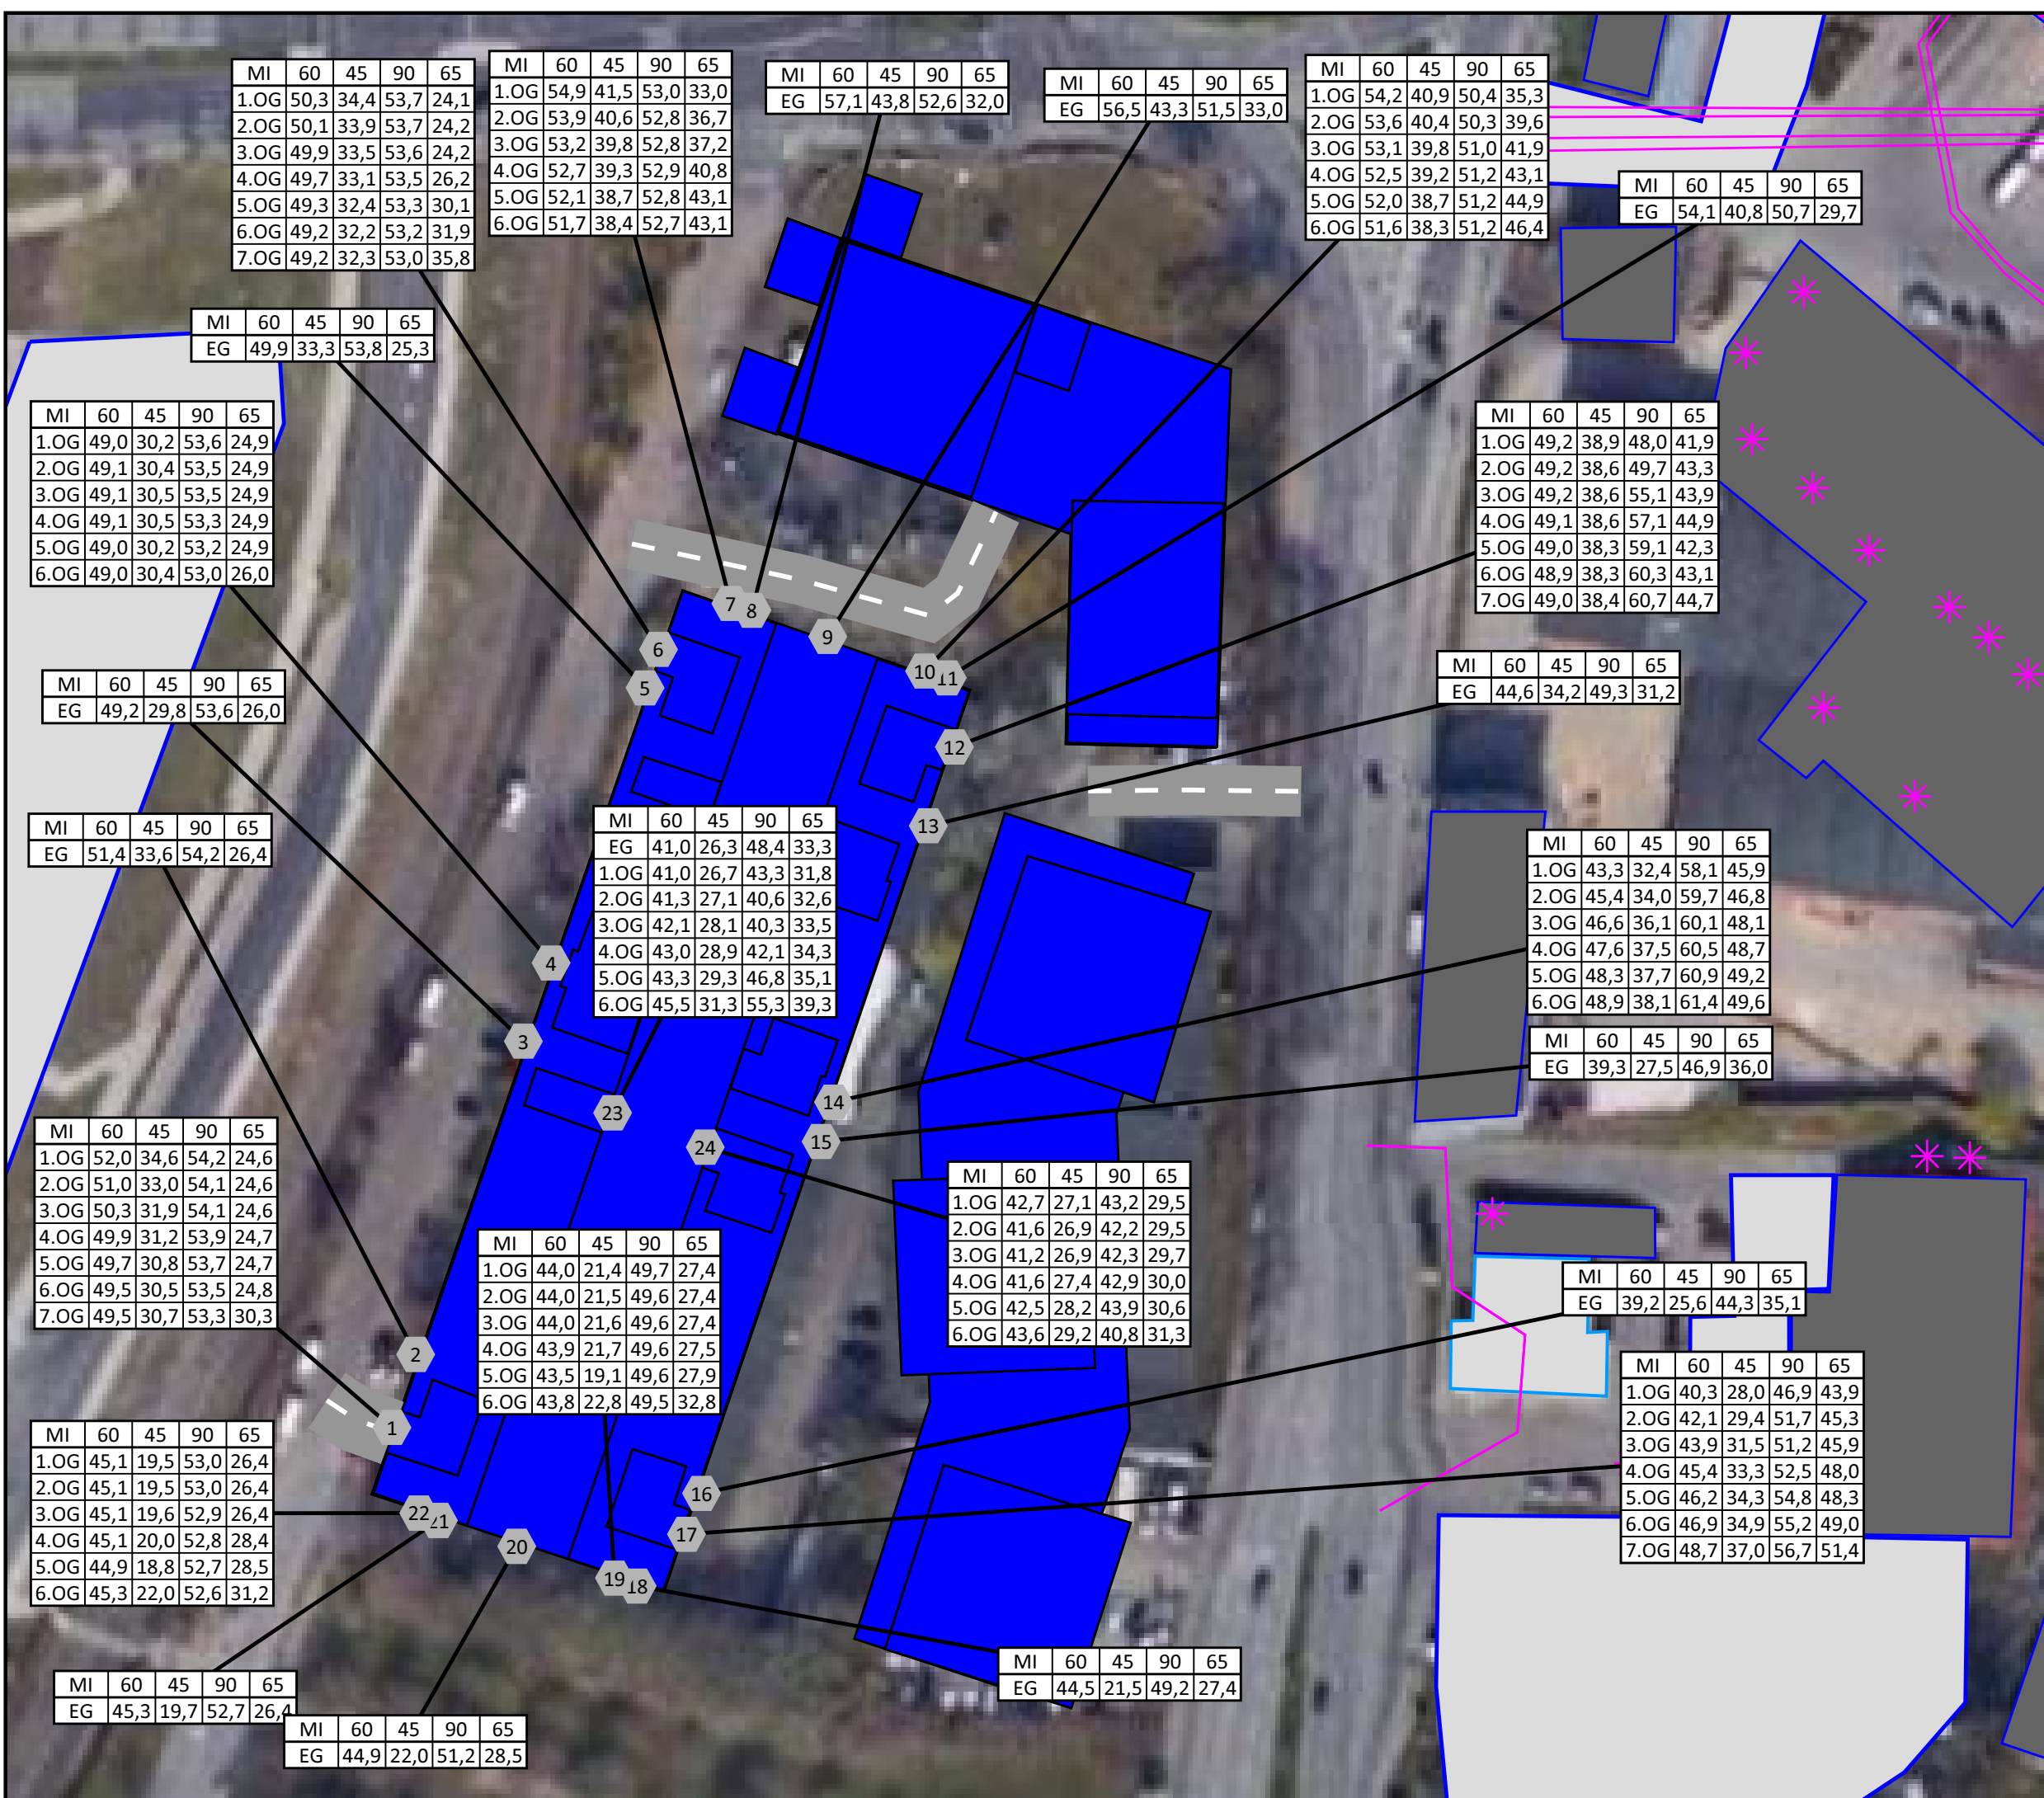 MI 60 45 90 65
1.OG 50,3 34,4 53,7 24,1
2.OG 50,1 33,9 53,7 24,2
3.OG 49,9 33,5 53,6 24,2
4.OG 49,7 33,1 53,5 26,2
5.OG 49,3 32,4 53,3 30,1
6.OG 49,2 32,2 53,2 31,9
7.OG 49,2 32,3 53,0 35,8
MI 60 45 90 65
1.OG 54,9 41,5 53,0 33,0
2.OG 53,9 40,6 52,8 36,7
3.OG 53,2 39,8 52,8 37,2
4.OG 52,7 39,3 52,9 40,8
5.OG 52,1 38,7 52,8 43,1
6.OG 51,7 38,4 52,7 43,1
MI 60 45 90 65
EG 57,1 43,8 52,6 32,0
MI 60 45 90 65
EG 56,5 43,3 51,5 33,0
MI 60 45 90 65
1.OG 54,2 40,9 50,4 35,3
2.OG 53,6 40,4 50,3 39,6
3.OG 53,1 39,8 51,0 41,9
4.OG 52,5 39,2 51,2 43,1
5.OG 52,0 38,7 51,2 44,9
6.OG 51,6 38,3 51,2 46,4
MI 60 45 90 65
EG 54,1 40,8 50,7 29,7
MI 60 45 90 65
EG 49,9 33,3 53,8 25,3
MI 60 45 90 65
1.OG 49,0 30,2 53,6 24,9
2.OG 49,1 30,4 53,5 24,9
3.OG 49,1 30,5 53,5 24,9
4.OG 49,1 30,5 53,3 24,9
5.OG 49,0 30,2 53,2 24,9
6.OG 49,0 30,4 53,0 26,0
MI 60 45 90 65
1.OG 49,2 38,9 48,0 41,9
2.OG 49,2 38,6 49,7 43,3
3.OG 49,2 38,6 55,1 43,9
4.OG 49,1 38,6 57,1 44,9
5.OG 49,0 38,3 59,1 42,3
6.OG 48,9 38,3 60,3 43,1
7.OG 49,0 38,4 60,7 44,7
7
8
9
6
5
10
11
12
13
MI 60 45 90 65
EG 49,2 29,8 53,6 26,0
MI 60 45 90 65
EG 44,6 34,2 49,3 31,2
MI 60 45 90 65
EG 51,4 33,6 54,2 26,4
MI 60 45 90 65
EG 41,0 26,3 48,4 33,3
1.OG 41,0 26,7 43,3 31,8
2.OG 41,3 27,1 40,6 32,6
3.OG 42,1 28,1 40,3 33,5
4.OG 43,0 28,9 42,1 34,3
5.OG 43,3 29,3 46,8 35,1
6.OG 45,5 31,3 55,3 39,3
MI 60 45 90 65
1.OG 43,3 32,4 58,1 45,9
2.OG 45,4 34,0 59,7 46,8
3.OG 46,6 36,1 60,1 48,1
4.OG 47,6 37,5 60,5 48,7
5.OG 48,3 37,7 60,9 49,2
6.OG 48,9 38,1 61,4 49,6
4
3
MI 60 45 90 65
EG 39,3 27,5 46,9 36,0
23
14
15
24
MI 60 45 90 65
1.OG 52,0 34,6 54,2 24,6
2.OG 51,0 33,0 54,1 24,6
3.OG 50,3 31,9 54,1 24,6
4.OG 49,9 31,2 53,9 24,7
5.OG 49,7 30,8 53,7 24,7
6.OG 49,5 30,5 53,5 24,8
7.OG 49,5 30,7 53,3 30,3
MI 60 45 90 65
1.OG 42,7 27,1 43,2 29,5
2.OG 41,6 26,9 42,2 29,5
3.OG 41,2 26,9 42,3 29,7
4.OG 41,6 27,4 42,9 30,0
5.OG 42,5 28,2 43,9 30,6
6.OG 43,6 29,2 40,8 31,3
MI 60 45 90 65
1.OG 44,0 21,4 49,7 27,4
2.OG 44,0 21,5 49,6 27,4
3.OG 44,0 21,6 49,6 27,4
4.OG 43,9 21,7 49,6 27,5
5.OG 43,5 19,1 49,6 27,9
6.OG 43,8 22,8 49,5 32,8
MI 60 45 90 65
EG 39,2 25,6 44,3 35,1
2
1
MI 60 45 90 65
1.OG 40,3 28,0 46,9 43,9
2.OG 42,1 29,4 51,7 45,3
3.OG 43,9 31,5 51,2 45,9
4.OG 45,4 33,3 52,5 48,0
5.OG 46,2 34,3 54,8 48,3
6.OG 46,9 34,9 55,2 49,0
7.OG 48,7 37,0 56,7 51,4
MI 60 45 90 65
1.OG 45,1 19,5 53,0 26,4
2.OG 45,1 19,5 53,0 26,4
3.OG 45,1 19,6 52,9 26,4
4.OG 45,1 20,0 52,8 28,4
5.OG 44,9 18,8 52,7 28,5
6.OG 45,3 22,0 52,6 31,2
16
22
21
17
20
19
18
MI 60 45 90 65
EG 44,5 21,5 49,2 27,4
MI 60 45 90 65
EG 45,3 19,7 52,7 26,4
MI 60 45 90 65
EG 44,9 22,0 51,2 28,5